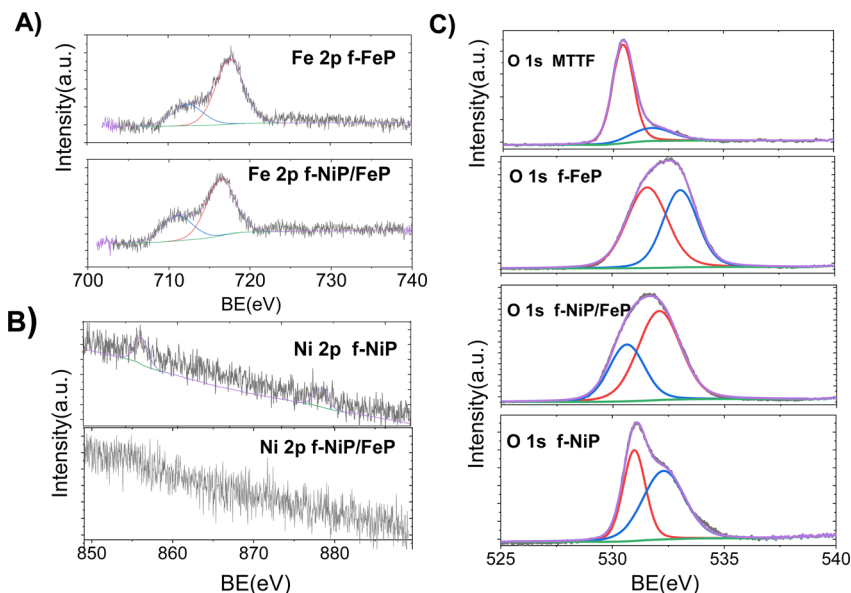 A)
Intensity(a.u.)
Fe 2p f-FeP
Fe 2p f-NiP/FeP
700 710 720 730 740
BE(eV)
B)
Intensity(a.u.)
Ni 2p f-NiP
Ni 2p f-NiP/FeP
850 860 870 880
BE(eV)
C)
Intensity(a.u.)
O 1s MTTF
O 1s f-FeP
Intensity(a.u.)
O 1s f-NiP/FeP
O 1s f-NiP
525 530 535 540
BE(eV)